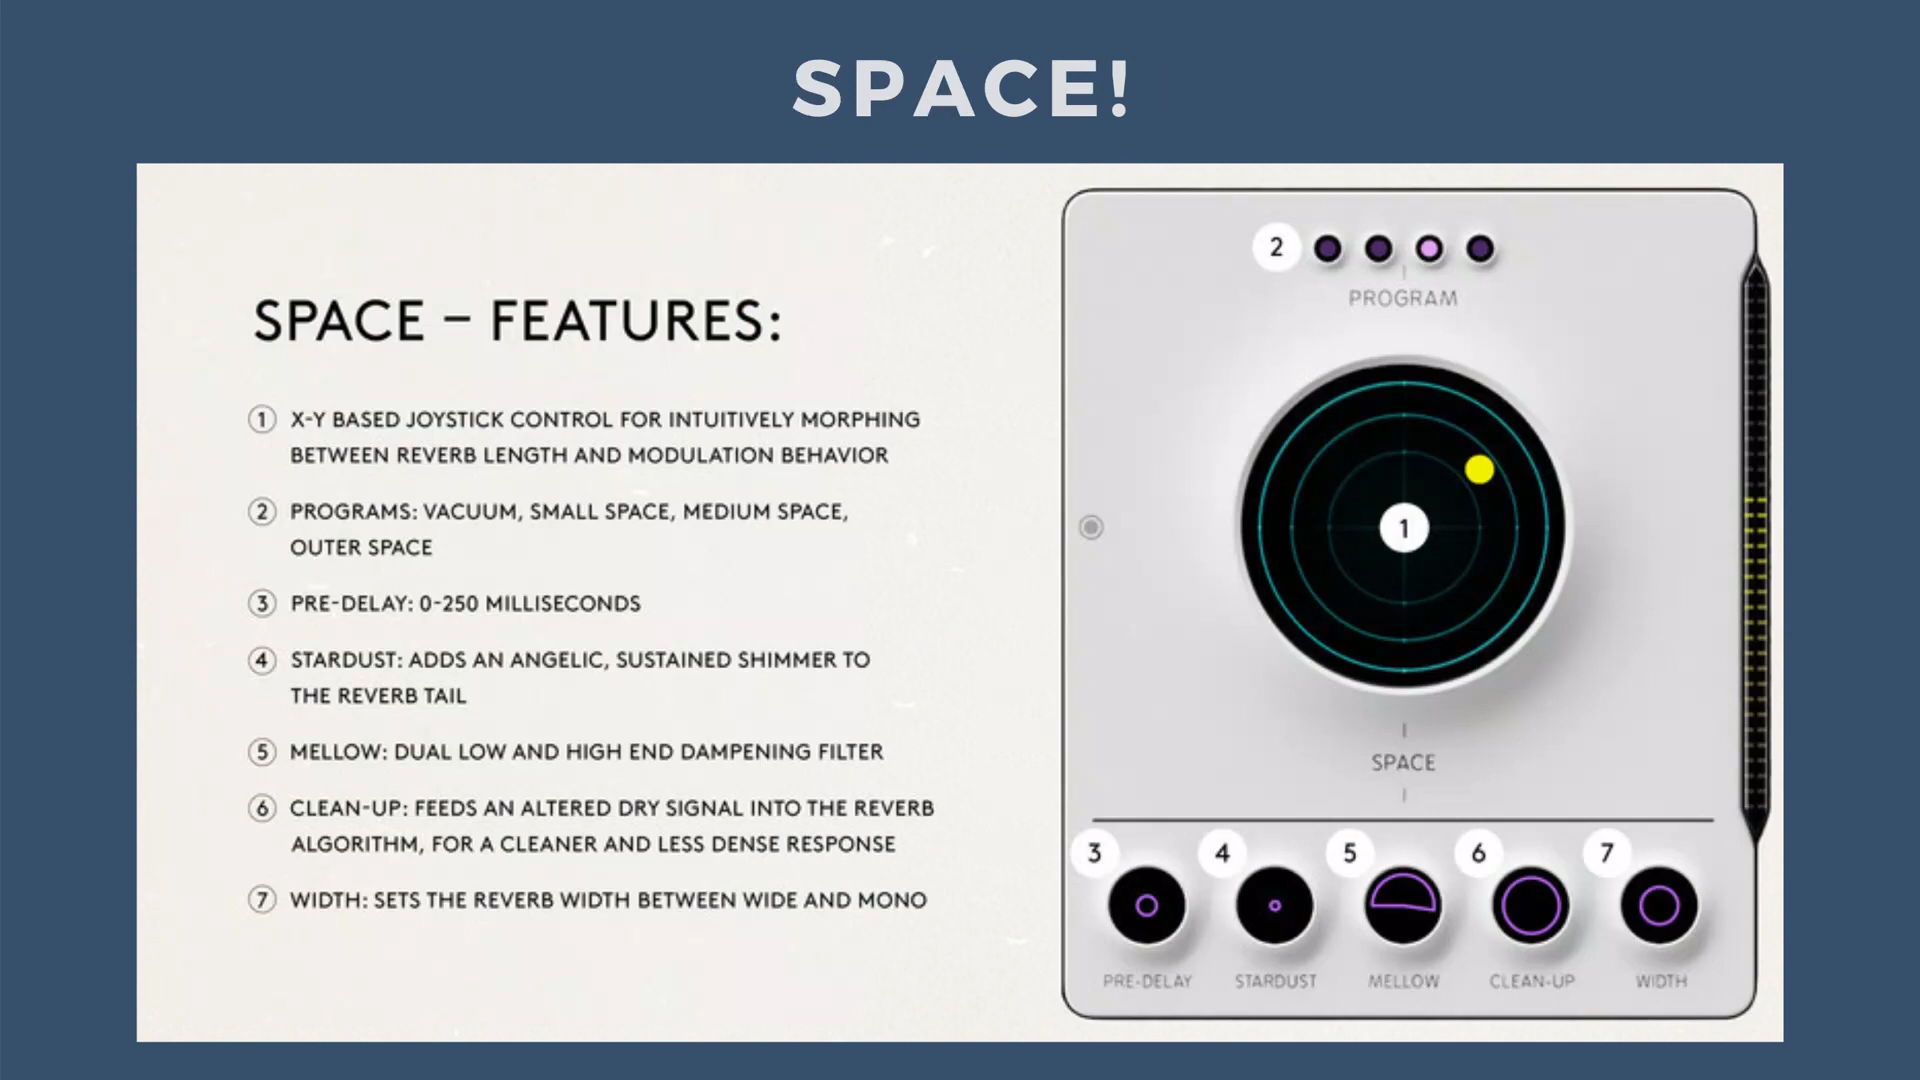 SPACE!
SPACE – FEATURES:
1 X-Y BASED JOYSTICK CONTROL FOR INTUITIVELY MORPHING
BETWEEN REVERB LENGTH AND MODULATION BEHAVIOR
2 PROGRAMS: VACUUM, SMALL SPACE, MEDIUM SPACE,
OUTER SPACE
3 PRE-DELAY: 0-250 MILLISECONDS
4 STARDUST: ADDS AN ANGELIC, SUSTAINED SHIMMER TO
THE REVERB TAIL
5 MELLOW: DUAL LOW AND HIGH END DAMPENING FILTER
6 CLEAN-UP: FEEDS AN ALTERED DRY SIGNAL INTO THE REVERB
ALGORITHM, FOR A CLEANER AND LESS DENSE RESPONSE
7 WIDTH: SETS THE REVERB WIDTH BETWEEN WIDE AND MONO
2
PROGRAM
1
SPACE
3 4 5 6 7
PRE-DELAY STARDUST MELLOW CLEAN-UP WIDTH